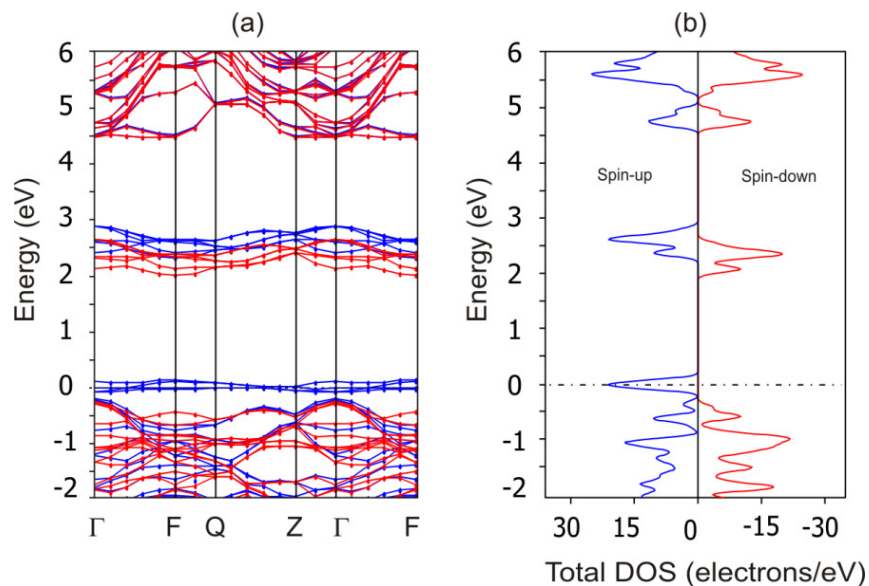 (a)
(b)
6
5
4
3
2
1
0
-1
-2
Energy (eV)
Γ F Q Z Γ F
6
5
4
3
2
1
0
-1
-2
Energy (eV)
Spin-up
Spin-down
30 15 0 -15 -30
Total DOS (electrons/eV)